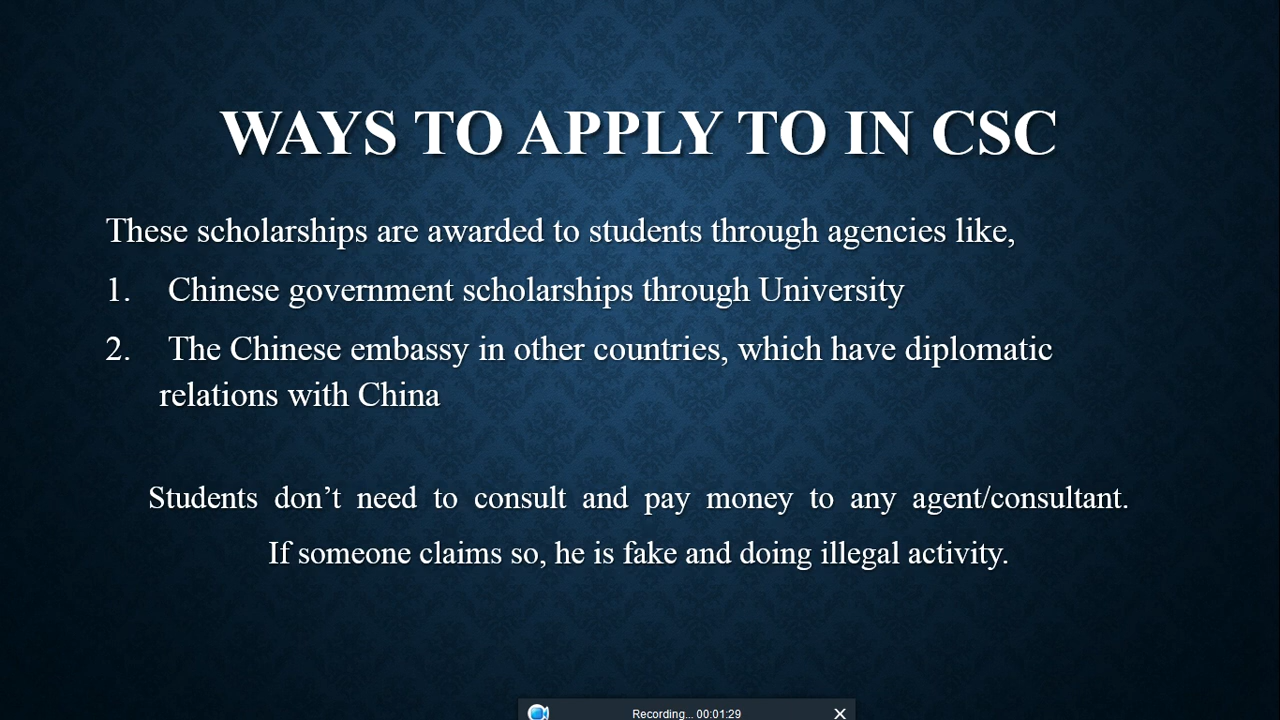 WAYS TO APPLY TO IN CSC
These scholarships are awarded to students through agencies like,
1. Chinese government scholarships through University
2. The Chinese embassy in other countries, which have diplomatic
relations with China
Students don’t need to consult and pay money to any agent/consultant.
If someone claims so, he is fake and doing illegal activity.
Recording... 00:01:29